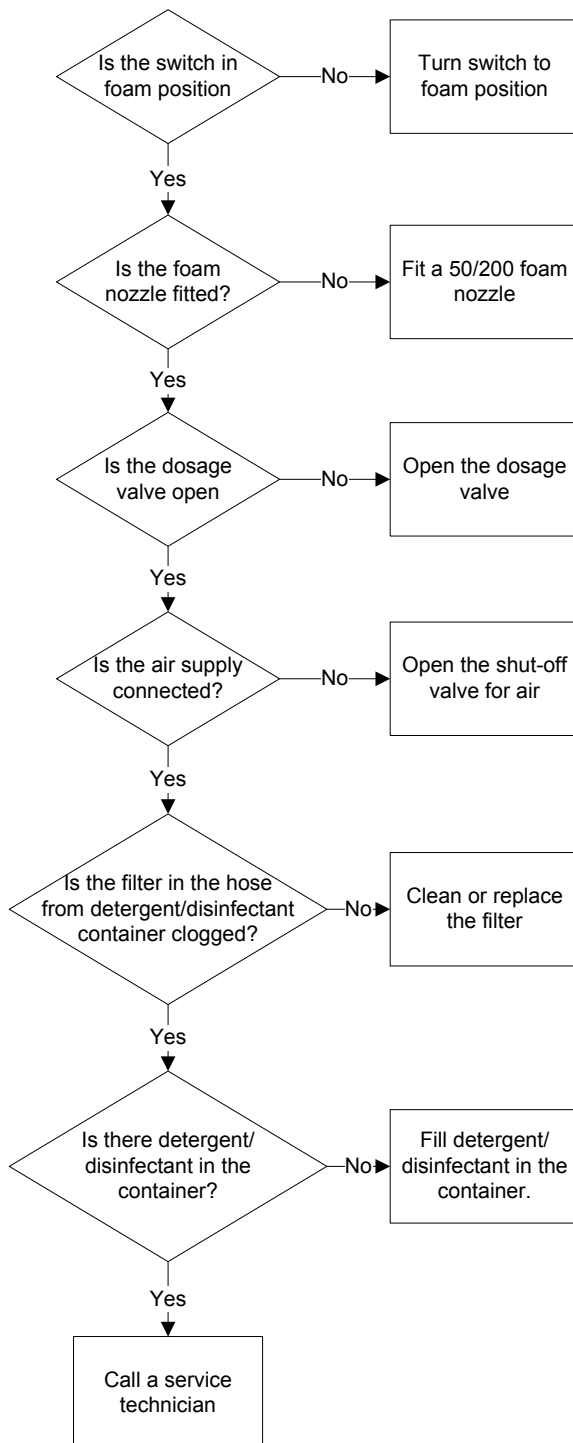 Is the switch in
foam position
No
Turn switch to
foam position
Yes
Is the foam
nozzle fitted?
No
Fit a 50/200 foam
nozzle
Yes
Is the dosage
valve open
No
Open the dosage
valve
Yes
Is the air supply
connected?
No
Open the shut-off
valve for air
Yes
Is the filter in the hose
from detergent/disinfectant
container clogged?
No
Clean or replace
the filter
Yes
Is there detergent/
disinfectant in the
container?
No
Fill detergent/
disinfectant in the
container.
Yes
Call a service
technician